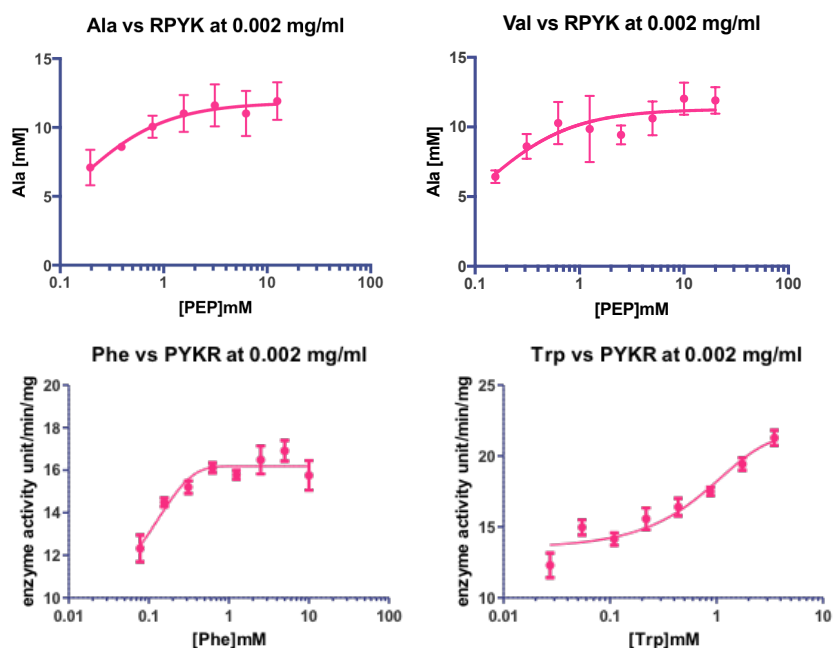 Ala vs RPYK at 0.002 mg/ml
15
10
5
0
Ala [mM]
0.1 1 10 100
[PEP]mM
Val vs RPYK at 0.002 mg/ml
15
10
5
0
Ala [mM]
0.1 1 10 100
[PEP]mM
Phe vs PYKR at 0.002 mg/ml
20
18
16
14
12
10
enzyme activity unit/min/mg
0.01 0.1 1 10 100
[Phe]mM
Trp vs PYKR at 0.002 mg/ml
25
20
15
10
enzyme activity unit/min/mg
0.01 0.1 1 10
[Trp]mM